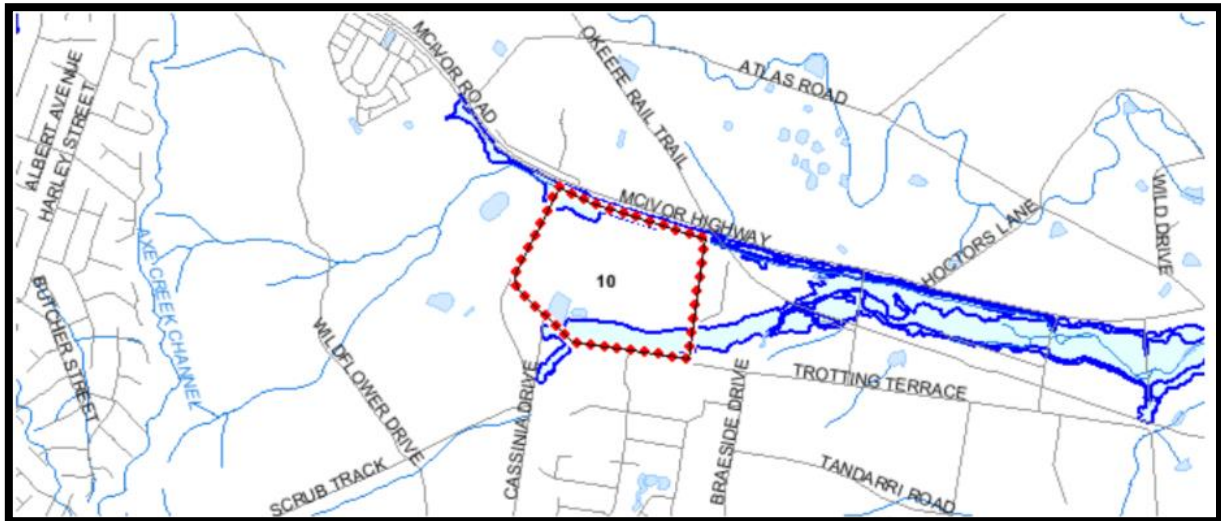 MCIVOR ROAD
OKEEFE RAIL TRAIL
ATLAS ROAD
ALBERT AVENUE
HARLEY STREET
MCIVOR HIGHWAY
WILD DRIVE
HOCTORS LANE
AXE CREEK CHANNEL
10
BUTCHER STREET
WILDFLOWER DRIVE
CASSINIA DRIVE
BRAESIDE DRIVE
TROTTING TERRACE
SCRUB TRACK
TANDARRI ROAD